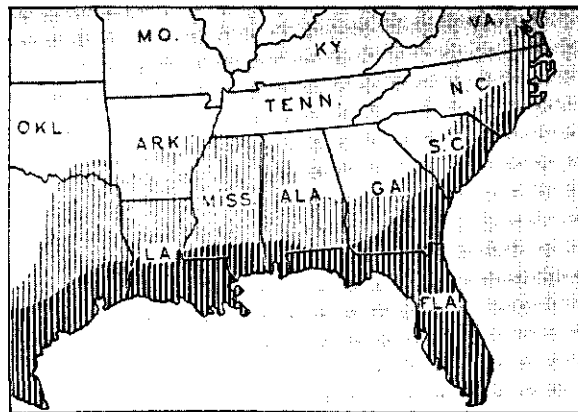 MO.
KY.
VA.
OKL.
ARK.
TENN.
N.C.
S.C.
MISS.
ALA.
GA.
LA.
FLA.